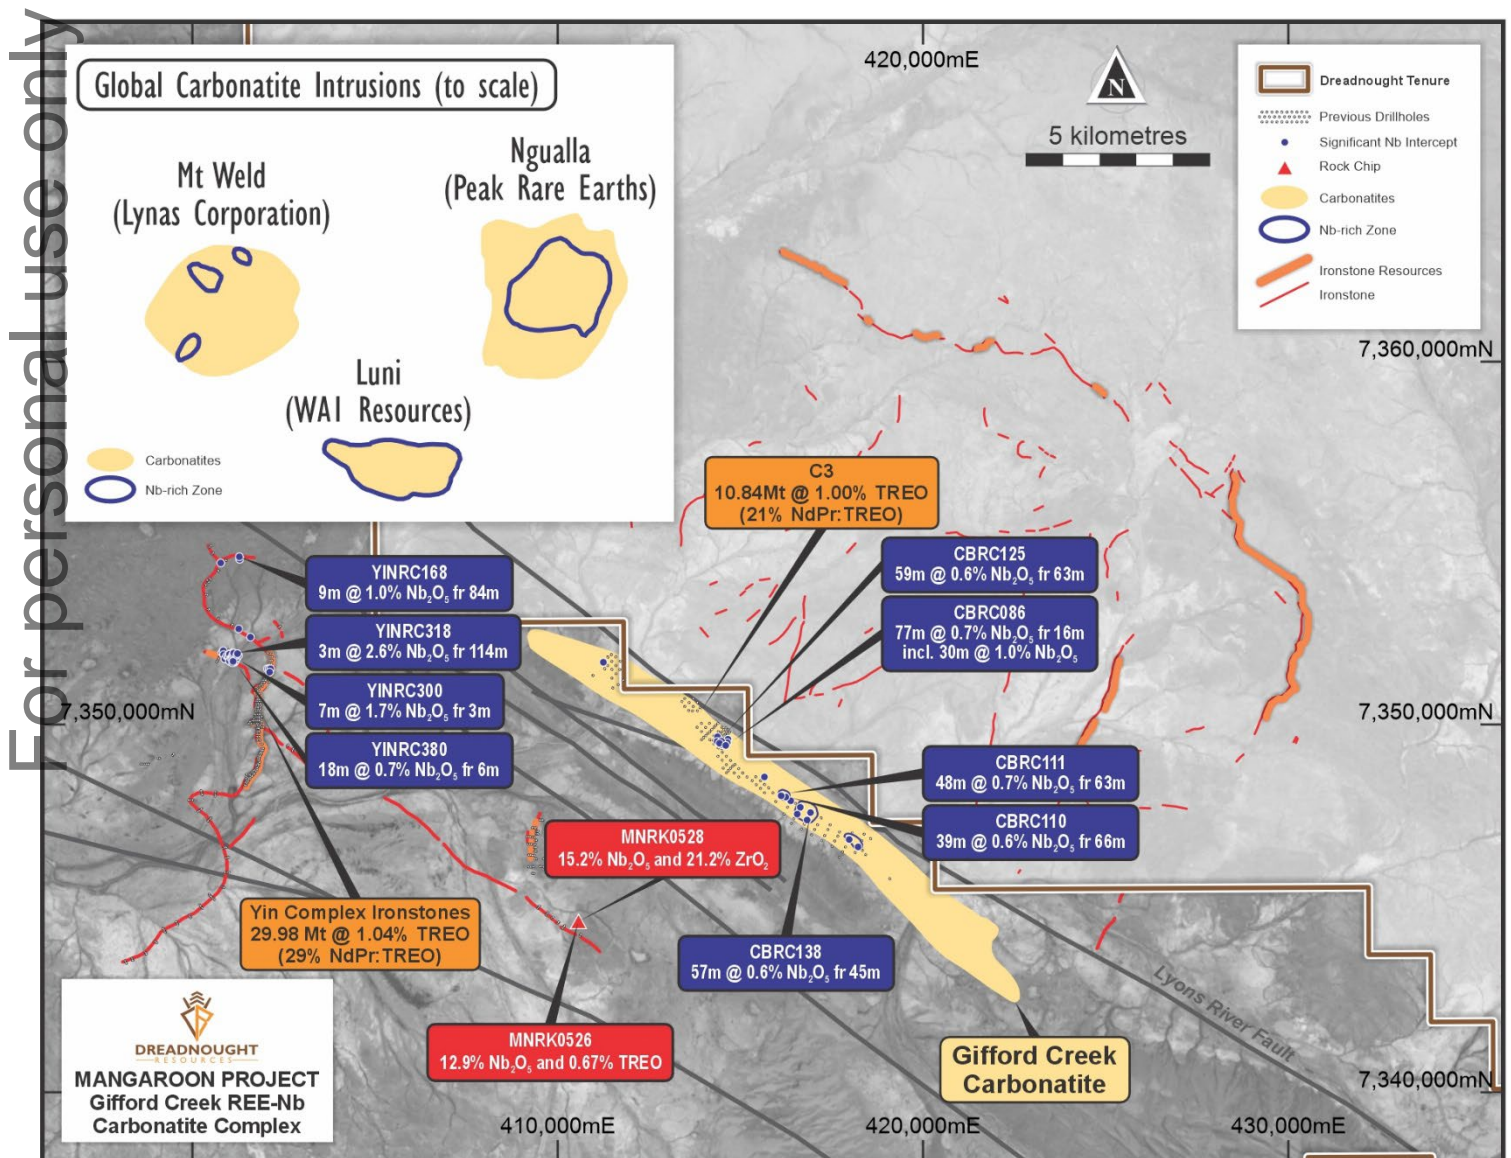 For personal use only
Global Carbonatite Intrusions (to scale)
Mt Weld
(Lynas Corporation)
Ngualla
(Peak Rare Earths)
Luni
(WA1 Resources)
Carbonatites
Nb-rich Zone
420,000mE
N
5 kilometres
Dreadnought Tenure
Previous Drillholes
Significant Nb Intercept
Rock Chip
Carbonatites
Nb-rich Zone
Ironstone Resources
Ironstone
7,360,000mN
C3
10.84Mt @ 1.00% TREO
(21% NdPr:TREO)
CBRC125
59m @ 0.6% Nb₂O₅ fr 63m
CBRC086
77m @ 0.7% Nb₂O₅ fr 16m
incl. 30m @ 1.0% Nb₂O₅
YINRC168
9m @ 1.0% Nb₂O₅ fr 84m
YINRC318
3m @ 2.6% Nb₂O₅ fr 114m
YINRC300
7m @ 1.7% Nb₂O₅ fr 3m
YINRC380
18m @ 0.7% Nb₂O₅ fr 6m
7,350,000mN
7,350,000mN
CBRC111
48m @ 0.7% Nb₂O₅ fr 63m
CBRC110
39m @ 0.6% Nb₂O₅ fr 66m
MNRK0528
15.2% Nb₂O₅ and 21.2% ZrO₂
Yin Complex Ironstones
29.98 Mt @ 1.04% TREO
(29% NdPr:TREO)
CBRC138
57m @ 0.6% Nb₂O₅ fr 45m
MNRK0526
12.9% Nb₂O₅ and 0.67% TREO
Lyons River Fault
Gifford Creek
Carbonatite
7,340,000mN
DREADNOUGHT
RESOURCES
MANGAROON PROJECT
Gifford Creek REE-Nb
Carbonatite Complex
410,000mE
420,000mE
430,000mE